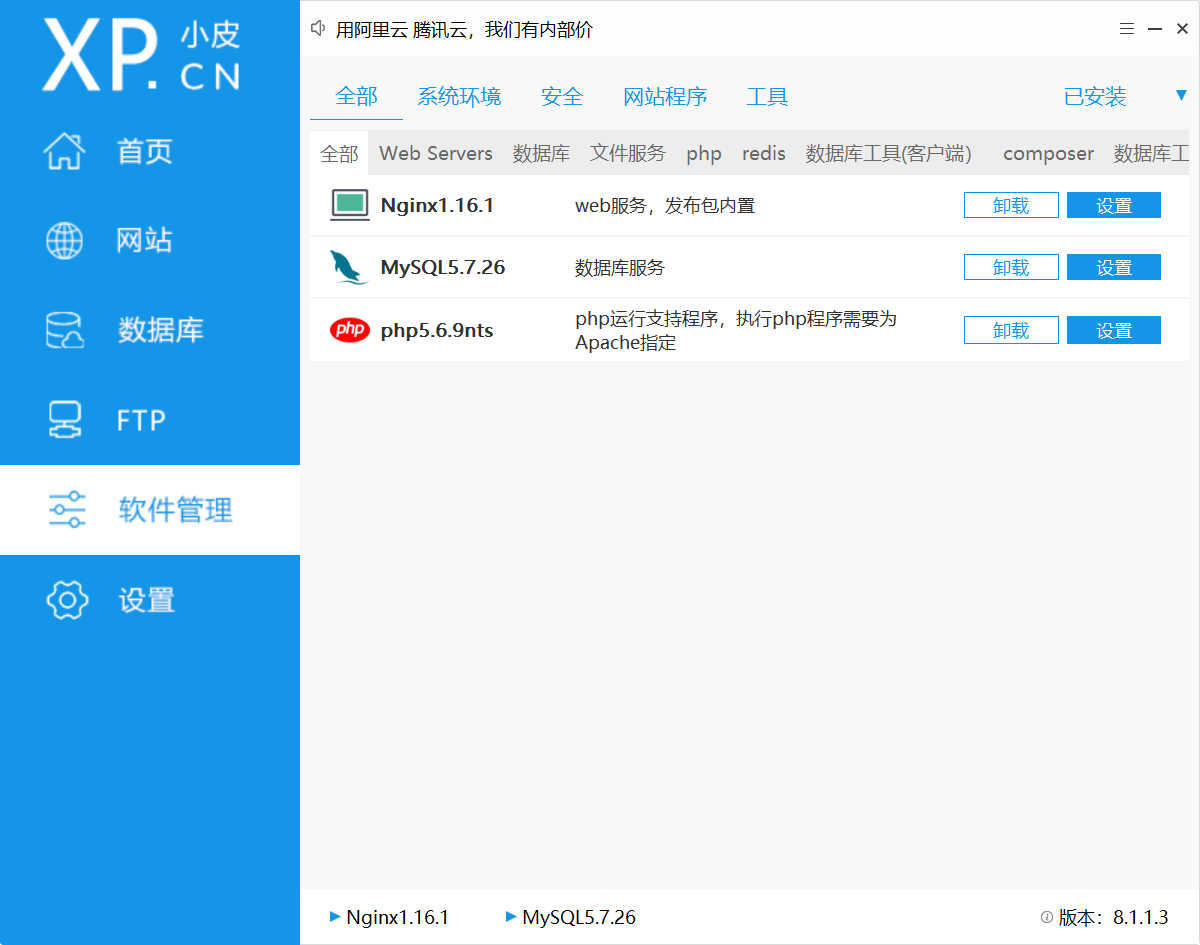 XP. 小皮 CN
用阿里云 腾讯云，我们有内部价
首页
网站
数据库
FTP
软件管理
设置
全部 系统环境 安全 网站程序 工具 已安装
全部 Web Servers 数据库 文件服务 php redis 数据库工具(客户端) composer 数据库工
Nginx1.16.1 web服务，发布包内置 卸载 设置
MySQL5.7.26 数据库服务 卸载 设置
php php5.6.9nts php运行支持程序，执行php程序需要为
Apache指定 卸载 设置
Nginx1.16.1 MySQL5.7.26 版本：8.1.1.3